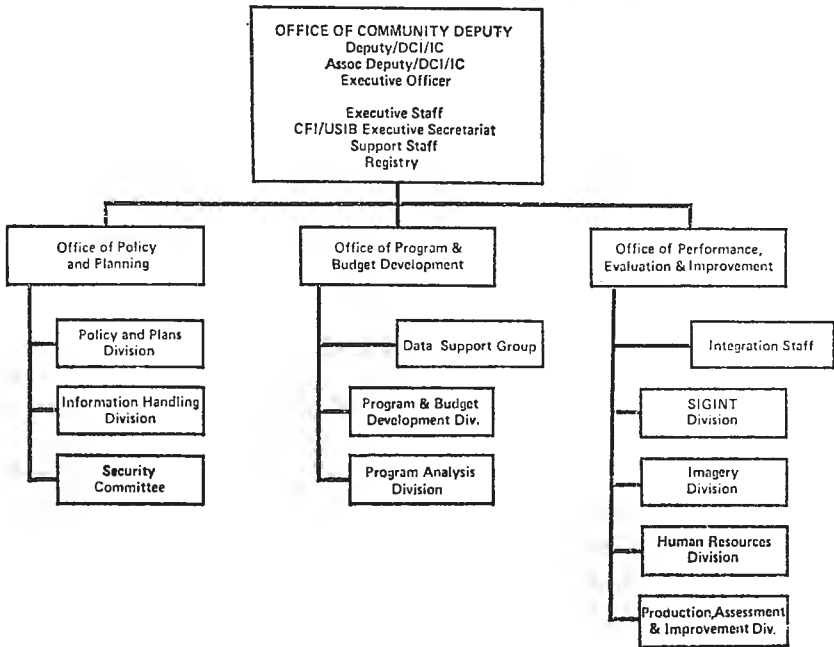 OFFICE OF COMMUNITY DEPUTY
Deputy/DCI/IC
Assoc Deputy/DCI/IC
Executive Officer
Executive Staff
CFI/USIB Executive Secretariat
Support Staff
Registry
Office of Policy
and Planning
Office of Program &
Budget Development
Office of Performance,
Evaluation & Improvement
Policy and Plans
Division
Information Handling
Division
Security
Committee
Data Support Group
Program & Budget
Development Div.
Program Analysis
Division
Integration Staff
SIGINT
Division
Imagery
Division
Human Resources
Division
Production, Assessment
& Improvement Div.